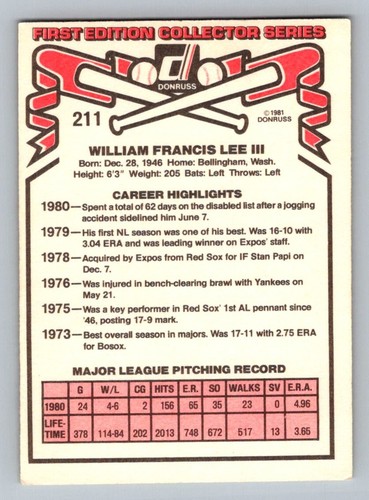 FIRST EDITION COLLECTOR SERIES
DONRUSS
211
©1981
DONRUSS
WILLIAM FRANCIS LEE III
Born: Dec. 28, 1946 Home: Bellingham, Wash.
Height: 6'3" Weight: 205 Bats: Left Throws: Left
CAREER HIGHLIGHTS
1980—Spent a total of 62 days on the disabled list after a jogging
accident sidelined him June 7.
1979—His first NL season was one of his best. Was 16-10 with
3.04 ERA and was leading winner on Expos' staff.
1978—Acquired by Expos from Red Sox for IF Stan Papi on
Dec. 7.
1976—Was injured in bench-clearing brawl with Yankees on
May 21.
1975—Was a key performer in Red Sox' 1st AL pennant since
'46, posting 17-9 mark.
1973—Best overall season in majors. Was 17-11 with 2.75 ERA
for Bosox.
MAJOR LEAGUE PITCHING RECORD
G W/L CG HITS E.R. SO WALKS SV E.R.A.
1980 24 4-6 2 156 65 35 23 0 4.96
LIFE-
TIME 378 114-84 202 2013 748 672 517 13 3.65